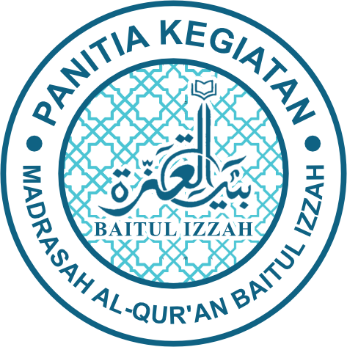 PANITIA KEGIATAN
بيت العزة
BAITUL IZZAH
MADRASAH AL-QUR'AN BAITUL IZZAH